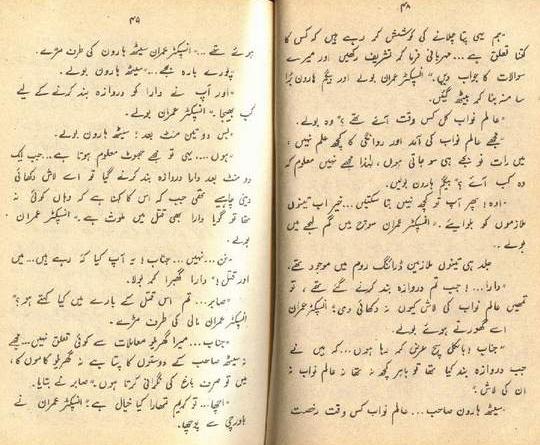 ۴۸
"ہم یہی پتا چلانے کی کوشش کر رہے ہیں کہ کس کا
کتنا تعلق ہے... مہربانی فرما کر تشریف رکھیں اور میرے
سوالات کا جواب دیں۔" انسپکٹر عمران بولے اور بیگم ہارون بُرا
سا منہ بنا کر بیٹھ گئیں۔
"عالم نواب کل کس وقت آئے تھے؟" وہ بولے۔
"مجھے عالم نواب کی آمد اور روانگی کا کچھ علم نہیں،
میں رات نو بجے ہی سو جاتی ہوں، لہٰذا مجھے نہیں معلوم کہ
وہ کب آئے؟" بیگم ہارون بولیں۔
"اوہ! پھر آپ تو کچھ نہیں بتا سکتیں... خیر اب تینوں
ملازموں کو بلوائیے۔" انسپکٹر عمران سوچ میں گم لہجے میں
بولے۔
جلد ہی تینوں ملازمین ڈرائنگ روم میں موجود تھے۔
"دارا...! جب تم دروازہ بند کرنے گئے تھے، تو
تمھیں عالم نواب کی لاش کیوں نہ دکھائی دی؟" انسپکٹر عمران
اسے گھورتے ہوئے بولے۔
"جناب! بالکل سچ عرض کر رہا ہوں... کہ میں نے
جب دروازہ بند کیا تھا تو باہر کچھ نہ تھا نہ عالم نواب نہ
ان کی لاش۔"
"سیٹھ ہارون صاحب... عالم نواب کس وقت رخصت
۴۹
ہوئے تھے..." انسپکٹر عمران سیٹھ ہارون کی طرف مڑے۔
"پورے بارہ بجے..." سیٹھ ہارون بولے۔
"اور آپ نے دارا کو دروازہ بند کرنے کے لیے
کب بھیجا؟" انسپکٹر عمران بولے۔
"بس دو تین منٹ بعد؟ سیٹھ ہارون بولے۔
"ہوں.... یہی تو مجھے جھوٹ معلوم ہوتا ہے... جب ایک
دو منٹ بعد دارا دروازہ بند کرنے گیا تو اسے لاش دکھائی
دینی چاہیے تھی جب کہ اس کا کہنا ہے کہ وہاں کوئی نہ
تھا تو گویا دارا بھی قتل میں ملوث ہے۔" انسپکٹر عمران
بولے۔
"نن... نہیں... جناب! یہ آپ کیا کہ رہے ہیں... میں
اور قتل!" دارا گھبرا کر بولا۔
"صابر... تم اس قتل کے بارے میں کیا کہتے ہو؟"
انسپکٹر عمران مالی کی طرف مڑے۔
"جناب... میرا گھریلو معاملات سے کوئی تعلق نہیں... مجھے
نہ سیٹھ صاحب کے دوستوں کا پتا ہے نہ گھریلو کاموں کا،
میں تو صرف باغ کی نگرانی کرتا ہوں۔" صابر نے بتایا۔
"اچھا... تو کریم تمھارا کیا خیال ہے؟ انسپکٹر عمران نے
باورچی سے پوچھا۔